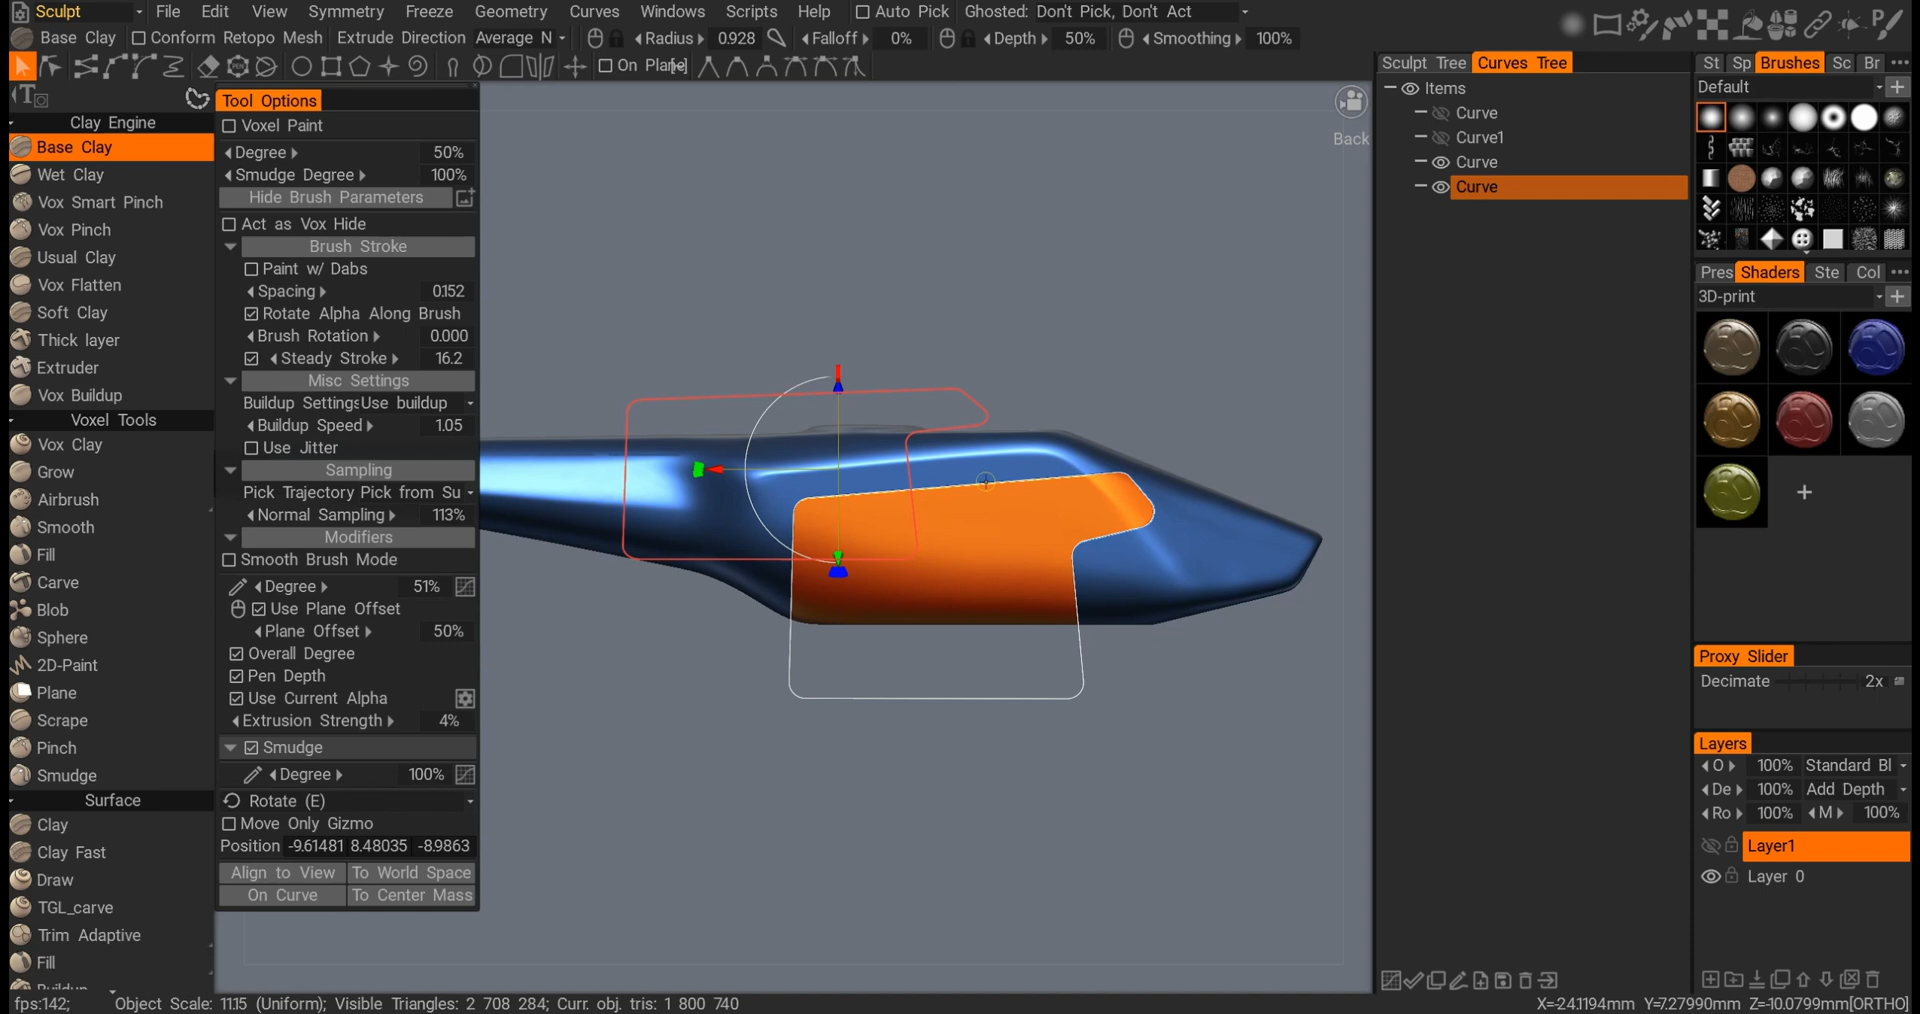 Sculpt File Edit View Symmetry Freeze Geometry Curves Windows Scripts Help Auto Pick Ghosted: Don't Pick, Don't Act
Base Clay Conform Retopo Mesh Extrude Direction Average N Radius 0.928 Falloff 0% Depth 50% Smoothing 100%
On Plane
Clay Engine
Base Clay
Wet Clay
Vox Smart Pinch
Vox Pinch
Usual Clay
Vox Flatten
Soft Clay
Thick layer
Extruder
Vox Buildup
Voxel Tools
Vox Clay
Grow
Airbrush
Smooth
Fill
Carve
Blob
Sphere
2D-Paint
Plane
Scrape
Pinch
Smudge
Surface
Clay
Clay Fast
Draw
TGL_carve
Trim Adaptive
Fill
Tool Options
Voxel Paint
Degree 50%
Smudge Degree 100%
Hide Brush Parameters
Act as Vox Hide
Brush Stroke
Paint w/ Dabs
Spacing 0.152
Rotate Alpha Along Brush
Brush Rotation 0.000
Steady Stroke 16.2
Misc Settings
Buildup Settings Use buildup
Buildup Speed 1.05
Use Jitter
Sampling
Pick Trajectory Pick from Su
Normal Sampling 113%
Modifiers
Smooth Brush Mode
Degree 51%
Use Plane Offset
Plane Offset 50%
Overall Degree
Pen Depth
Use Current Alpha
Extrusion Strength 4%
Smudge
Degree 100%
Rotate (E)
Move Only Gizmo
Position -9.61481 8.48035 -8.9863
Align to View To World Space
On Curve To Center Mass
Back
Sculpt Tree Curves Tree
Items
Curve
Curve1
Curve
Curve
St Sp Brushes Sc Br
Default
Pres Shaders Ste Col
3D-print
Proxy Slider
Decimate 2x
Layers
O 100% Standard Bl
De 100% Add Depth
Ro 100% M 100%
Layer1
Layer 0
fps:142; Object Scale: 1.115 (Uniform); Visible Triangles: 2 708 284; Curr. obj. tris: 1 800 740
X=-24.1194mm Y=7.27990mm Z=-10.0799mm[ORTHO]